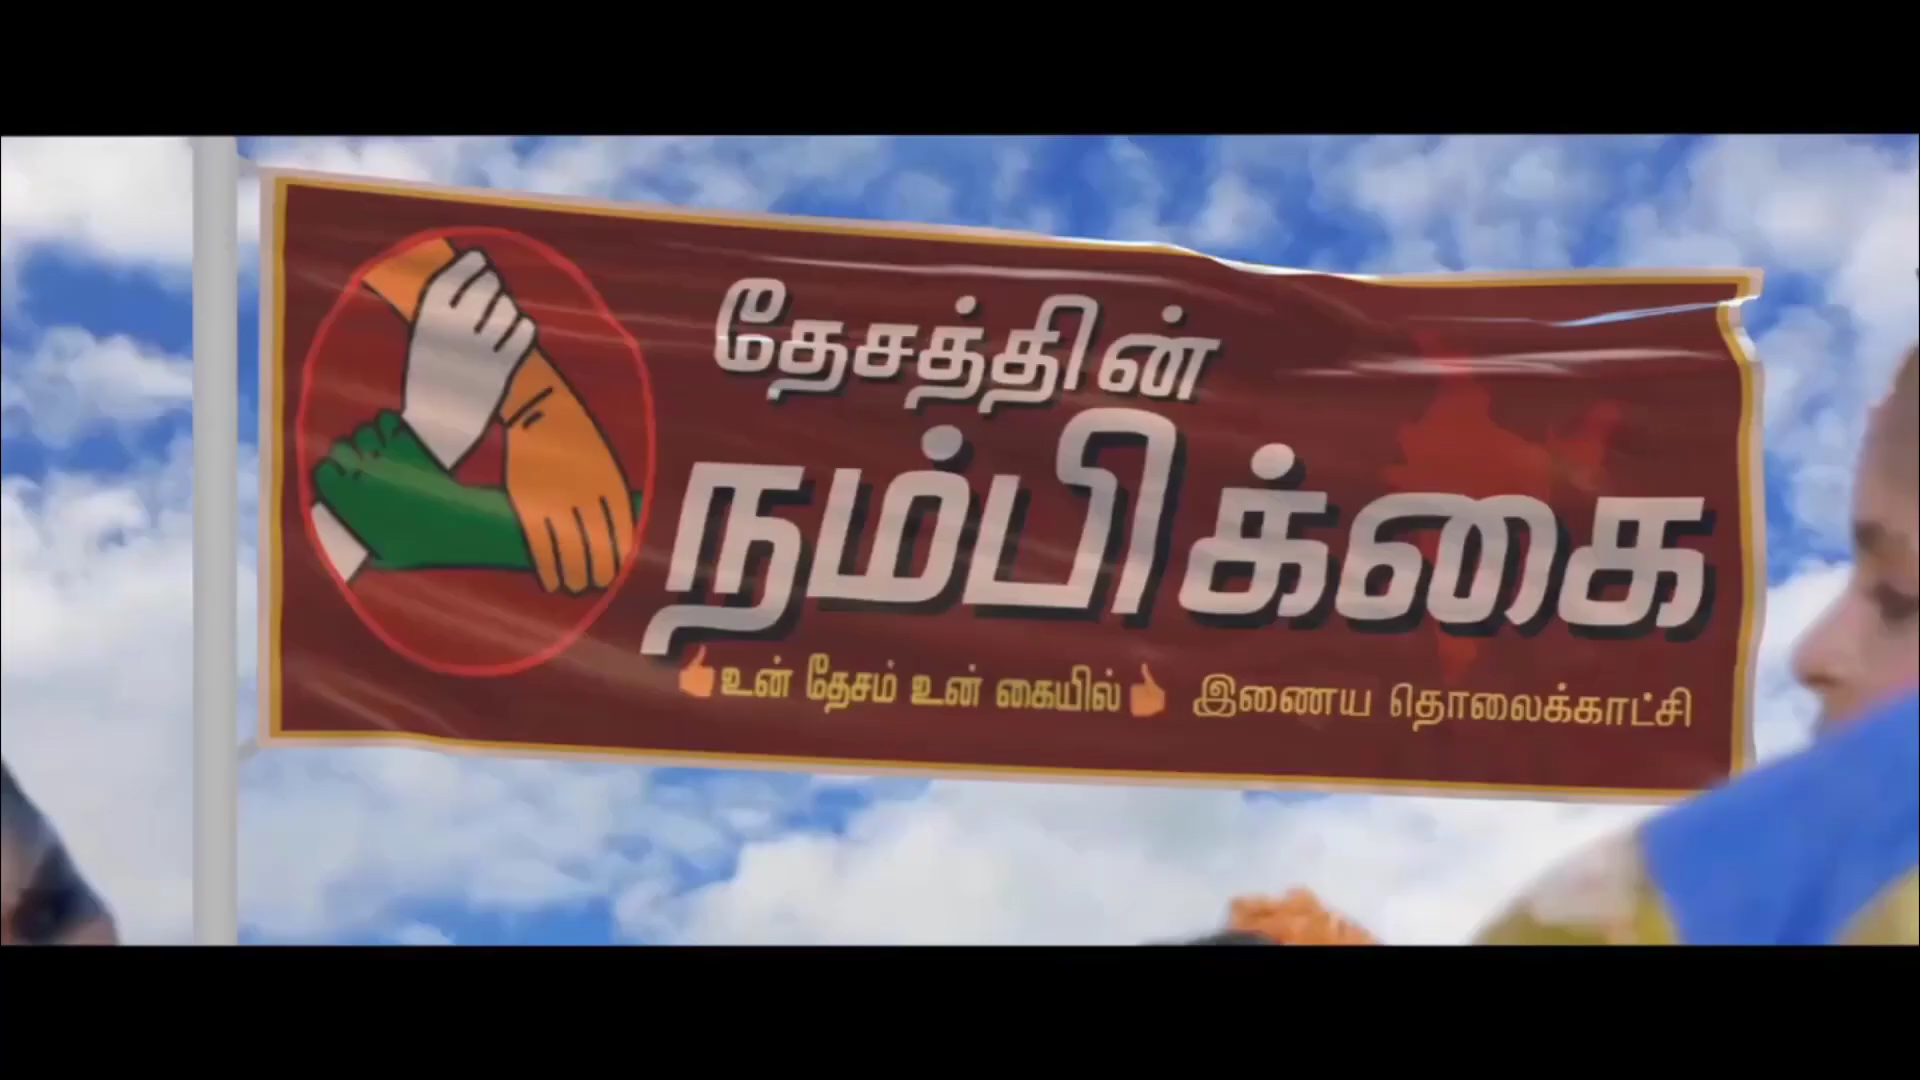 தேசத்தின்
நம்பிக்கை
உன் தேசம் உன் கையில் இணைய தொலைக்காட்சி